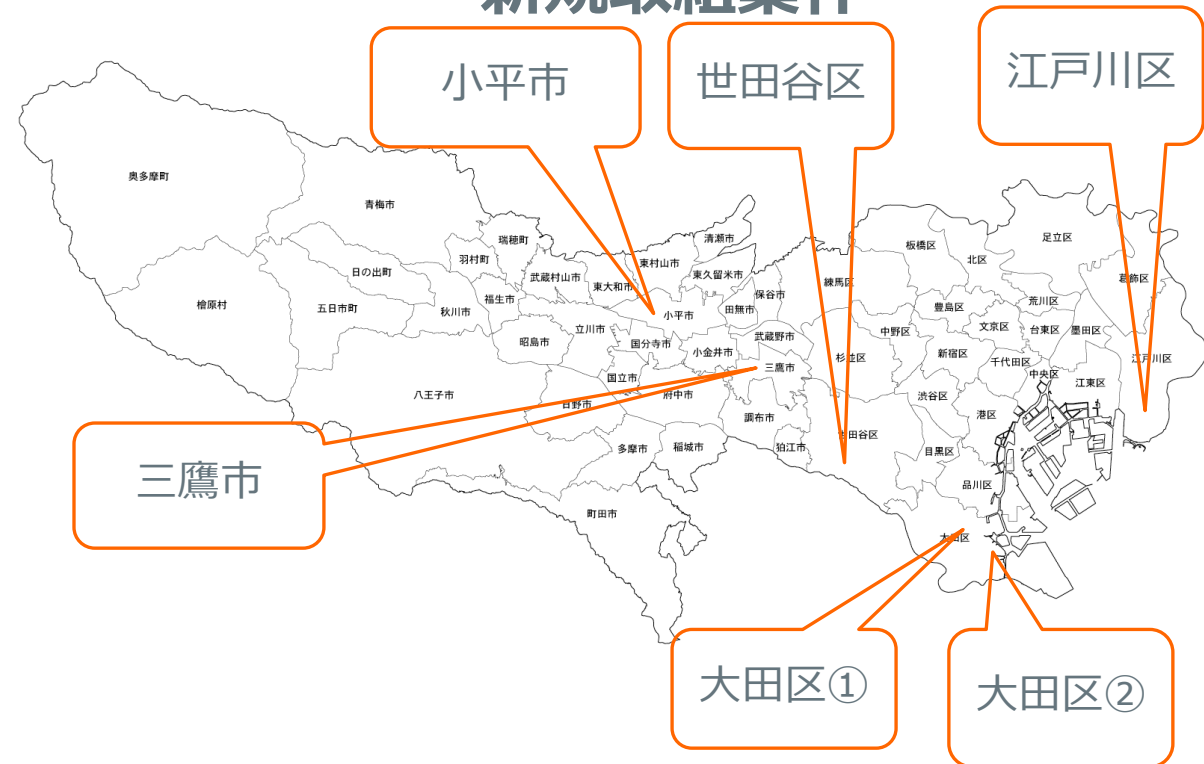 新規取組案件
小平市
世田谷区
江戸川区
奥多摩町
青梅市
瑞穂町
清瀬市
板橋区
足立区
羽村町
東村山市
北区
日の出町
武蔵村山市
東久留米市
練馬区
葛飾区
檜原村
五日市町
福生市
東大和市
保谷市
荒川区
秋川市
小平市
田無市
豊島区
文京区
台東区
墨田区
立川市
武蔵野市
中野区
昭島市
国分寺市
小金井市
新宿区
杉並区
江戸川区
三鷹市
千代田区
中央区
国立市
江東区
八王子市
府中市
渋谷区
日野市
調布市
港区
世田谷区
多摩市
稲城市
狛江市
目黒区
三鷹市
品川区
町田市
大田区
大田区①
大田区②